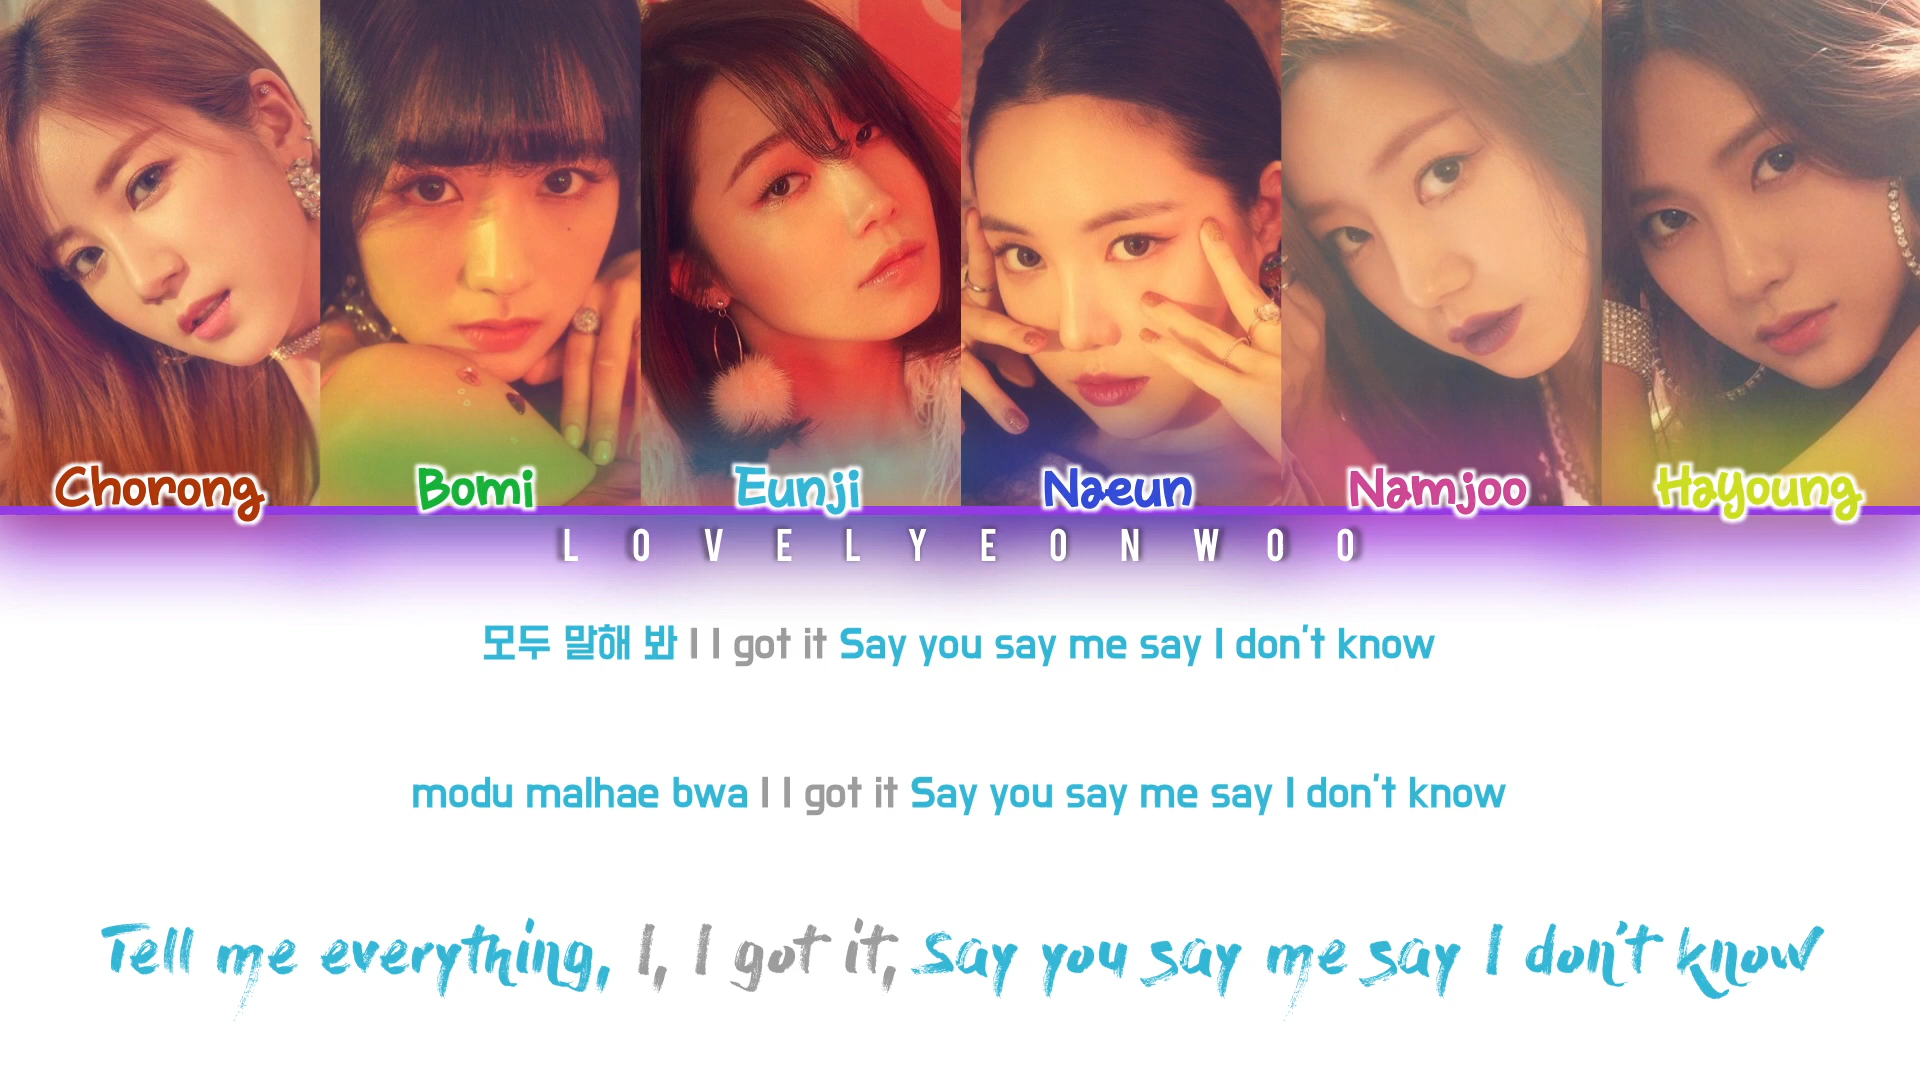 Chorong Bomi Eunji Naeun Namjoo Hayoung
LOVELYEONWOO
모두 말해 봐 I I got it Say you say me say I don't know
modu malhae bwa I I got it Say you say me say I don't know
Tell me everything, I, I got it, Say you say me say I don't know